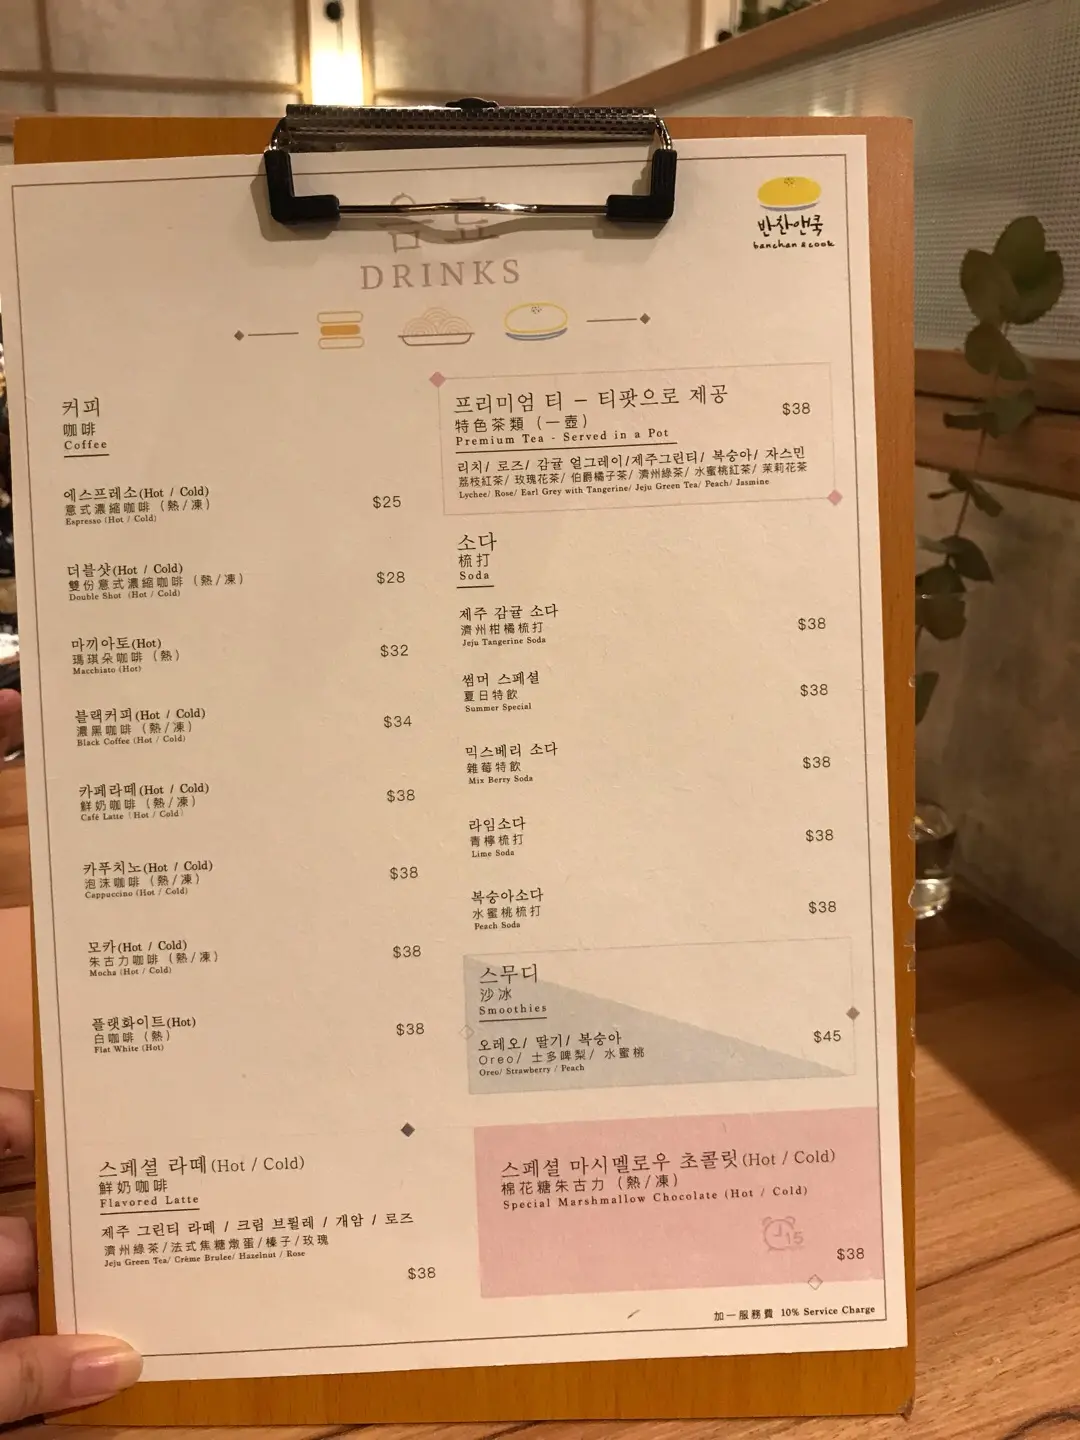 음료
DRINKS
반찬앤쿡
banchan & cook
커피
咖啡
Coffee
에스프레소(Hot / Cold)
意式濃縮咖啡（熱/凍） $25
Espresso (Hot / Cold)
더블샷(Hot / Cold)
雙份意式濃縮咖啡（熱/凍） $28
Double Shot (Hot / Cold)
마끼아토(Hot)
瑪琪朵咖啡（熱） $32
Macchiato (Hot)
블랙커피(Hot / Cold)
濃黑咖啡（熱/凍） $34
Black Coffee (Hot / Cold)
카페라떼(Hot / Cold)
鮮奶咖啡（熱/凍） $38
Café Latte (Hot / Cold)
카푸치노(Hot / Cold)
泡沫咖啡（熱/凍） $38
Cappuccino (Hot / Cold)
모카(Hot / Cold)
朱古力咖啡（熱/凍） $38
Mocha (Hot / Cold)
플랫화이트(Hot)
白咖啡（熱） $38
Flat White (Hot)
스페셜 라떼(Hot / Cold)
鮮奶咖啡
Flavored Latte
제주 그린티 라떼 / 크림 브륄레 / 개암 / 로즈
濟州綠茶/法式焦糖燉蛋/榛子/玫瑰
Jeju Green Tea/ Crème Brulee/ Hazelnut / Rose
$38
프리미엄 티 – 티팟으로 제공 $38
特色茶類（一壺）
Premium Tea - Served in a Pot
리치/ 로즈/ 감귤 얼그레이/제주그린티/ 복숭아/ 자스민
荔枝紅茶/ 玫瑰花茶/ 伯爵橘子茶/ 濟州綠茶/ 水蜜桃紅茶/ 茉莉花茶
Lychee/ Rose/ Earl Grey with Tangerine/ Jeju Green Tea/ Peach/ Jasmine
소다
梳打
Soda
제주 감귤 소다
濟州柑橘梳打 $38
Jeju Tangerine Soda
썸머 스페셜
夏日特飲 $38
Summer Special
믹스베리 소다
雜莓特飲 $38
Mix Berry Soda
라임소다
青檸梳打 $38
Lime Soda
복숭아소다
水蜜桃梳打 $38
Peach Soda
스무디
沙冰
Smoothies
오레오/ 딸기/ 복숭아 $45
Oreo/ 士多啤梨/ 水蜜桃
Oreo/ Strawberry / Peach
스페셜 마시멜로우 초콜릿(Hot / Cold)
棉花糖朱古力（熱/凍）
Special Marshmallow Chocolate (Hot / Cold)
15
$38
加一服務費 10% Service Charge